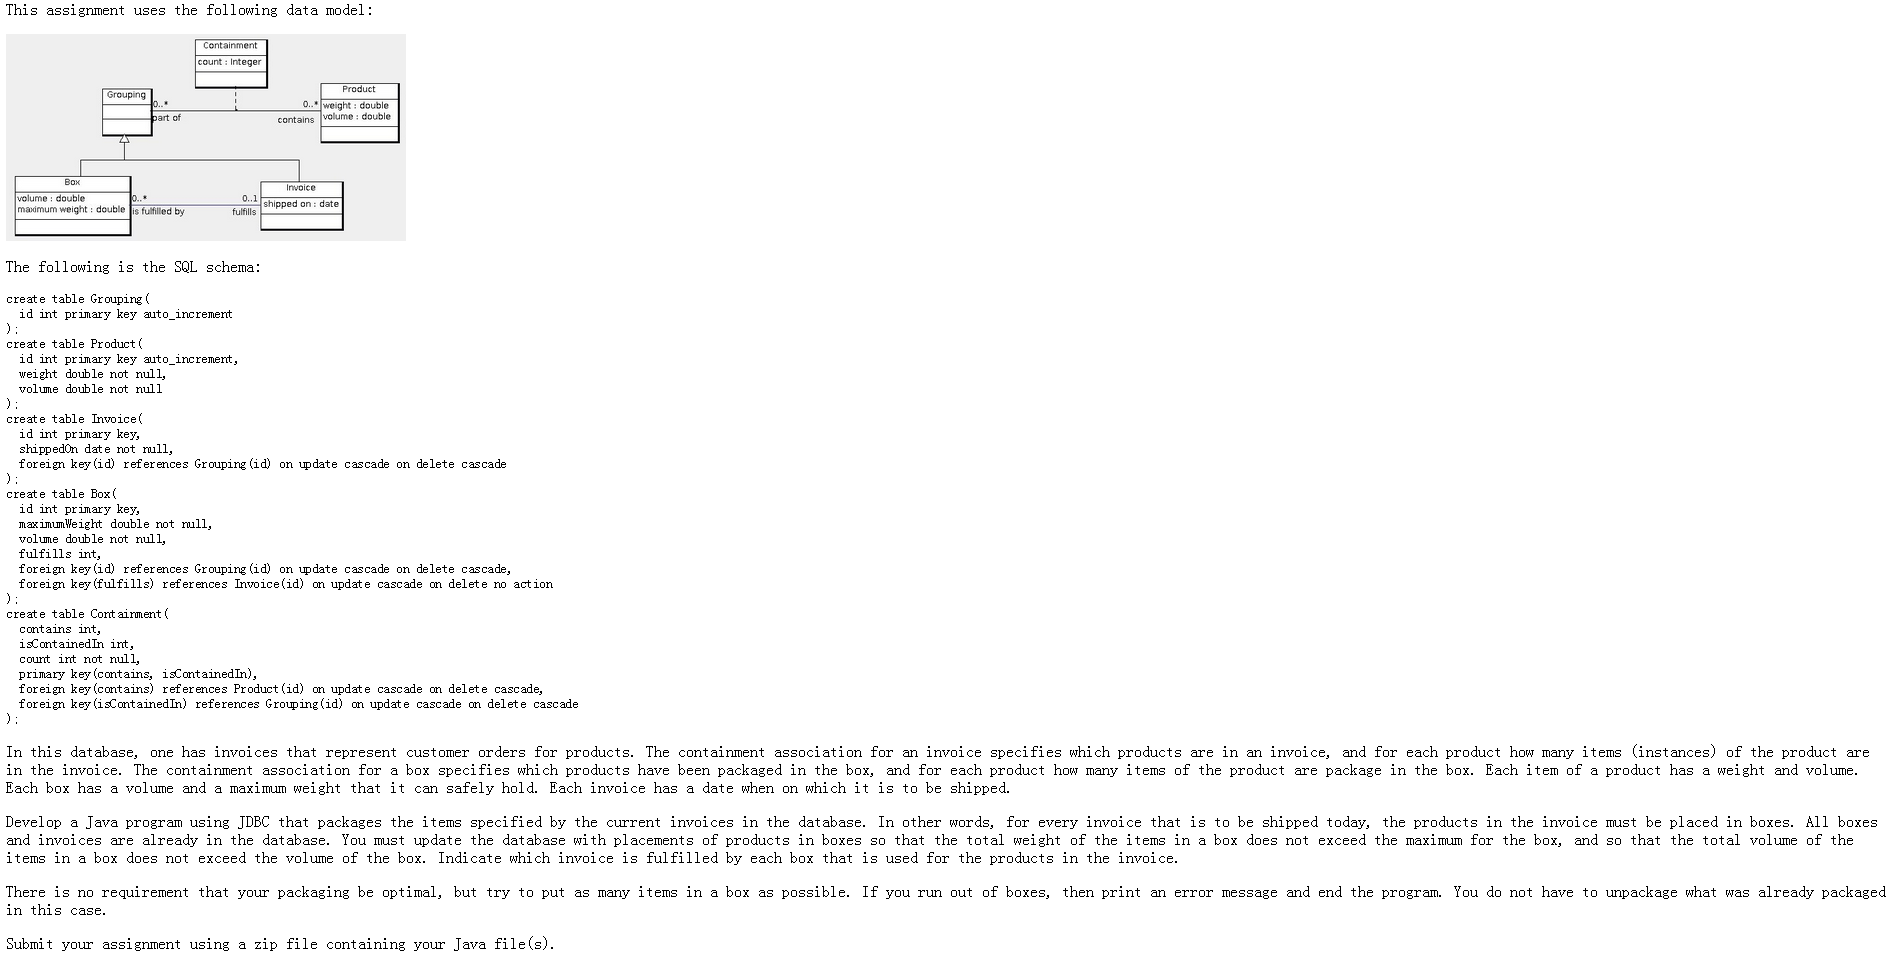 This assignment uses the following data model:
Containment
count : Integer
Grouping
0..*
part of
0..*
contains
Product
weight : double
volume : double
Box
volume : double
maximum weight : double
0..*
is fulfilled by
0..1
fulfills
Invoice
shipped on : date
The following is the SQL schema:
create table Grouping(
  id int primary key auto_increment
);
create table Product(
  id int primary key auto_increment,
  weight double not null,
  volume double not null
);
create table Invoice(
  id int primary key,
  shippedOn date not null,
  foreign key(id) references Grouping(id) on update cascade on delete cascade
);
create table Box(
  id int primary key,
  maximumWeight double not null,
  volume double not null,
  fulfills int,
  foreign key(id) references Grouping(id) on update cascade on delete cascade,
  foreign key(fulfills) references Invoice(id) on update cascade on delete no action
);
create table Containment(
  contains int,
  isContainedIn int,
  count int not null,
  primary key(contains, isContainedIn),
  foreign key(contains) references Product(id) on update cascade on delete cascade,
  foreign key(isContainedIn) references Grouping(id) on update cascade on delete cascade
);
In this database, one has invoices that represent customer orders for products. The containment association for an invoice specifies which products are in an invoice, and for each product how many items (instances) of the product are
in the invoice. The containment association for a box specifies which products have been packaged in the box, and for each product how many items of the product are package in the box. Each item of a product has a weight and volume.
Each box has a volume and a maximum weight that it can safely hold. Each invoice has a date when on which it is to be shipped.
Develop a Java program using JDBC that packages the items specified by the current invoices in the database. In other words, for every invoice that is to be shipped today, the products in the invoice must be placed in boxes. All boxes
and invoices are already in the database. You must update the database with placements of products in boxes so that the total weight of the items in a box does not exceed the maximum for the box, and so that the total volume of the
items in a box does not exceed the volume of the box. Indicate which invoice is fulfilled by each box that is used for the products in the invoice.
There is no requirement that your packaging be optimal, but try to put as many items in a box as possible. If you run out of boxes, then print an error message and end the program. You do not have to unpackage what was already packaged
in this case.
Submit your assignment using a zip file containing your Java file(s).